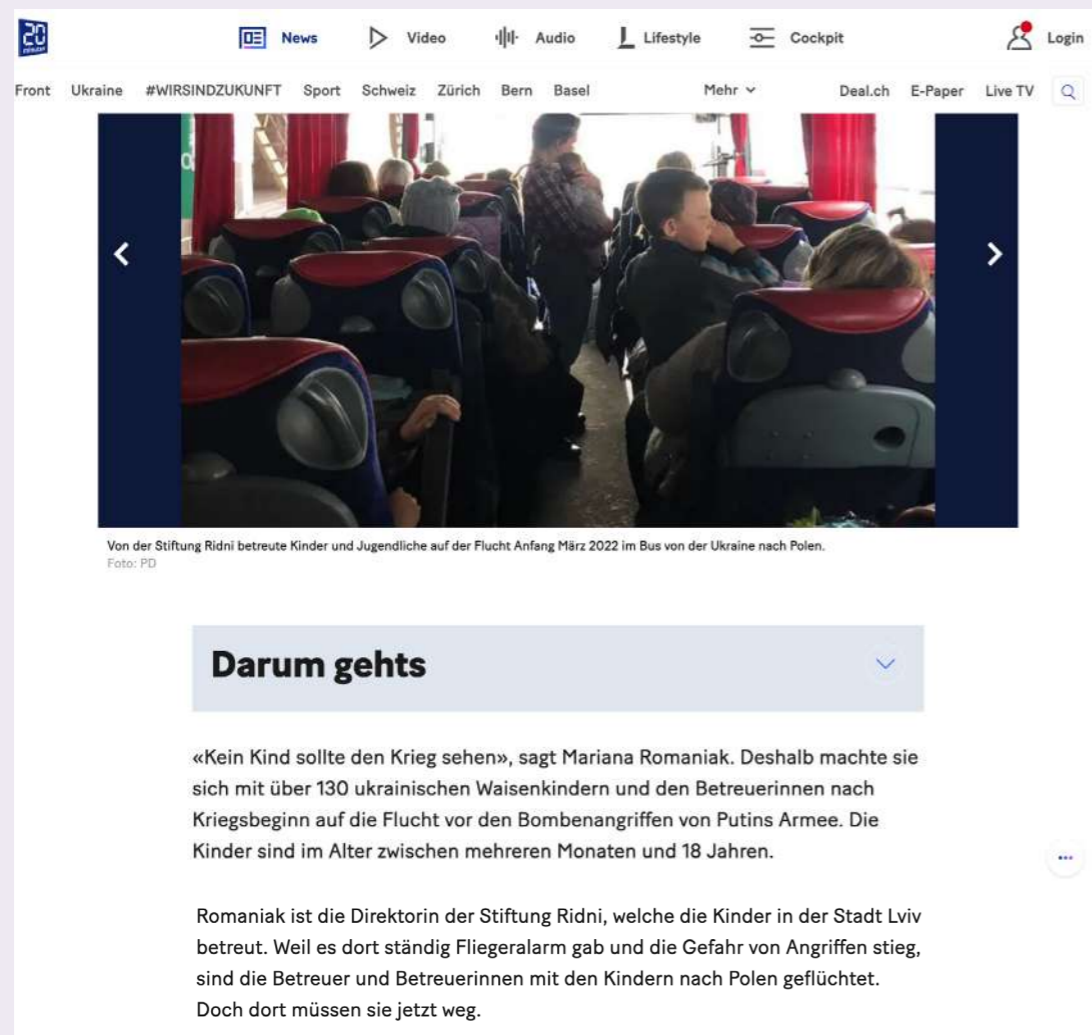 20
minuten
News
Video
Audio
Lifestyle
Cockpit
Login
Front Ukraine #WIRSINDZUKUNFT Sport Schweiz Zürich Bern Basel Mehr Deal.ch E-Paper Live TV
Von der Stiftung Ridni betreute Kinder und Jugendliche auf der Flucht Anfang März 2022 im Bus von der Ukraine nach Polen.
Foto: PD
Darum gehts
«Kein Kind sollte den Krieg sehen», sagt Mariana Romaniak. Deshalb machte sie
sich mit über 130 ukrainischen Waisenkindern und den Betreuerinnen nach
Kriegsbeginn auf die Flucht vor den Bombenangriffen von Putins Armee. Die
Kinder sind im Alter zwischen mehreren Monaten und 18 Jahren.
Romaniak ist die Direktorin der Stiftung Ridni, welche die Kinder in der Stadt Lviv
betreut. Weil es dort ständig Fliegeralarm gab und die Gefahr von Angriffen stieg,
sind die Betreuer und Betreuerinnen mit den Kindern nach Polen geflüchtet.
Doch dort müssen sie jetzt weg.